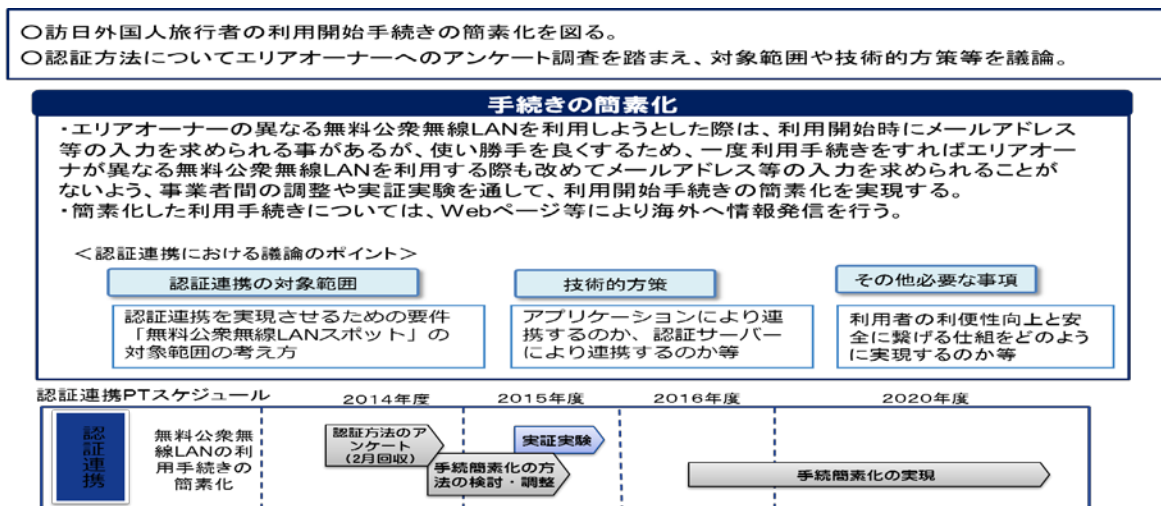 〇訪日外国人旅行者の利用開始手続きの簡素化を図る。
〇認証方法についてエリアオーナーへのアンケート調査を踏まえ、対象範囲や技術的方策等を議論。
手続きの簡素化
・エリアオーナーの異なる無料公衆無線LANを利用しようとした際は、利用開始時にメールアドレス
等の入力を求められる事があるが、使い勝手を良くするため、一度利用手続きをすればエリアオー
ナが異なる無料公衆無線LANを利用する際も改めてメールアドレス等の入力を求められることが
ないよう、事業者間の調整や実証実験を通して、利用開始手続きの簡素化を実現する。
・簡素化した利用手続きについては、Webページ等により海外へ情報発信を行う。
＜認証連携における議論のポイント＞
認証連携の対象範囲
認証連携を実現させるための要件
「無料公衆無線LANスポット」の
対象範囲の考え方
技術的方策
アプリケーションにより連
携するのか、認証サーバー
により連携するのか等
その他必要な事項
利用者の利便性向上と安
全に繋げる仕組をどのよう
に実現するのか等
認証連携PTスケジュール
2014年度
2015年度
2016年度
2020年度
認証連携
無料公衆無
線LANの利
用手続きの
簡素化
認証方法のア
ンケート
(2月回収)
手続簡素化の方
法の検討・調整
実証実験
手続簡素化の実現